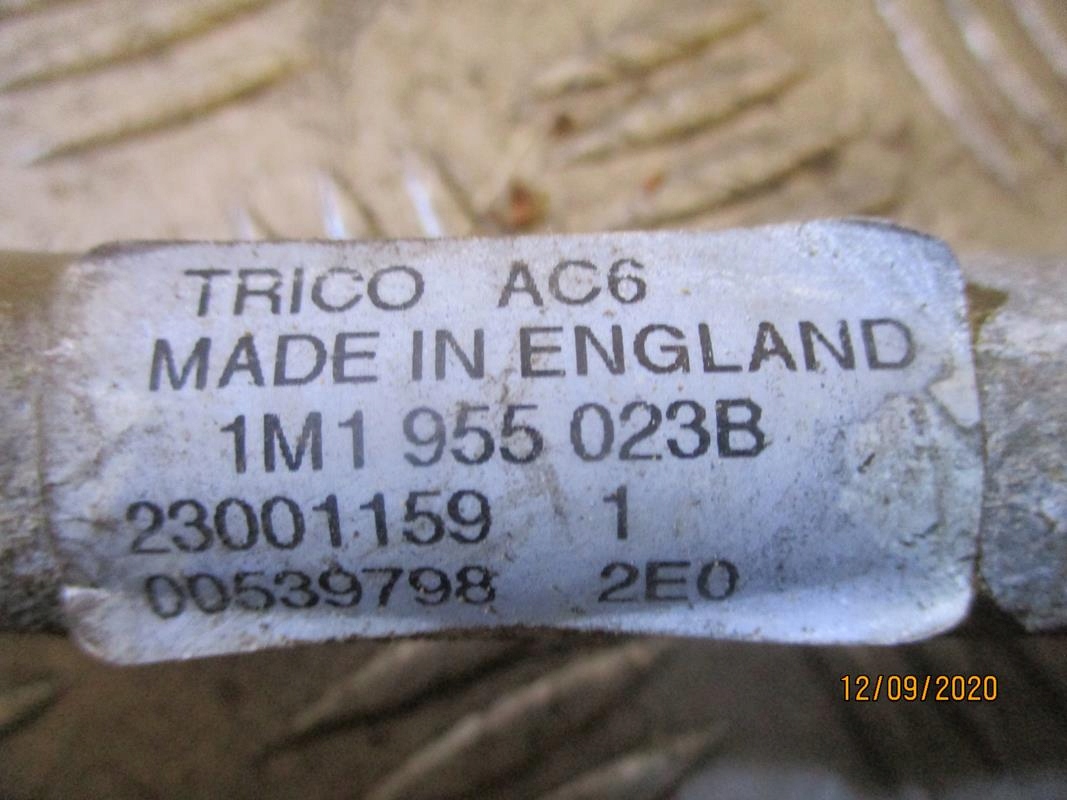 TRICO AC6
MADE IN ENGLAND
1M1 955 023B
23001159 1
00539798 2E0
12/09/2020